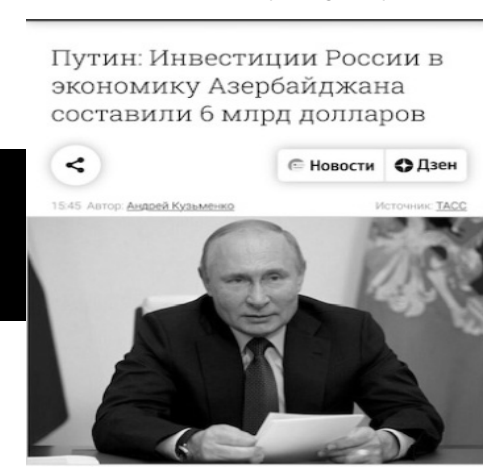 Путин: Инвестиции России в
экономику Азербайджана
составили 6 млрд долларов
Новости Дзен
15:45 Автор: Андрей Кузьменко Источник: ТАСС